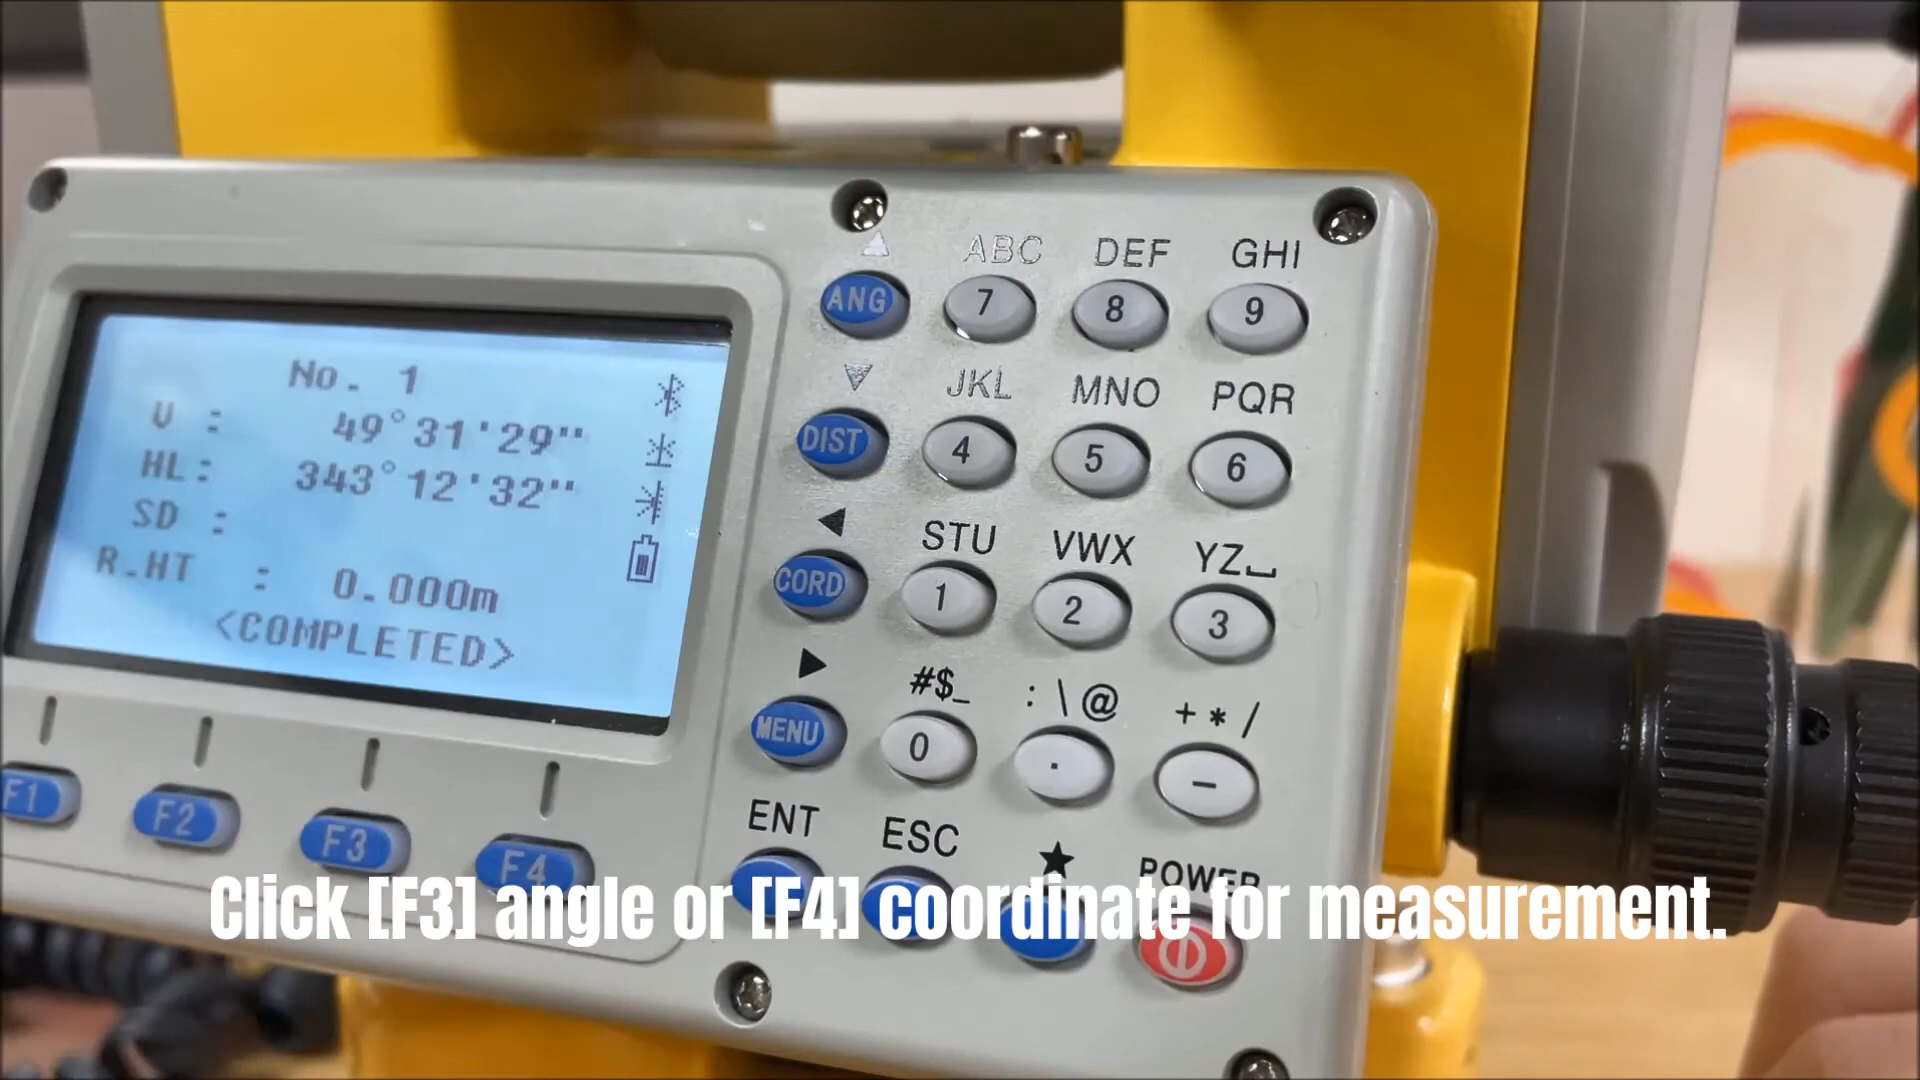 No. 1
V : 49°31'29"
HL: 343°12'32"
SD :
R.HT : 0.000m
<COMPLETED>
F1 F2 F3 F4
ABC DEF GHI
ANG 7 8 9
JKL MNO PQR
DIST 4 5 6
STU VWX YZ⎵
CORD 1 2 3
#$_ :\@ +*/
MENU 0 . -
ENT ESC ★ POWER
Click [F3] angle or [F4] coordinate for measurement.